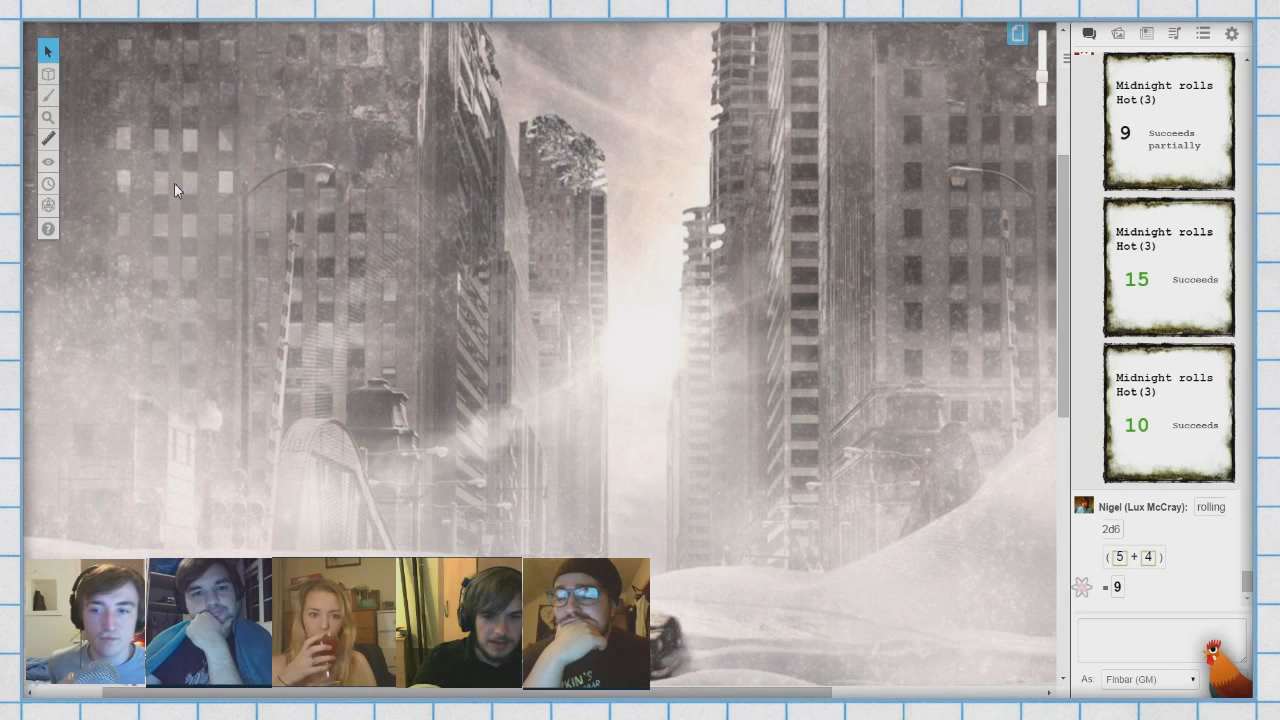 Midnight rolls
Hot(3)
9 Succeeds
partially
Midnight rolls
Hot(3)
15 Succeeds
Midnight rolls
Hot(3)
10 Succeeds
Nigel (Lux McCray): rolling
2d6
( 5 + 4 )
= 9
As: Finbar (GM)
?